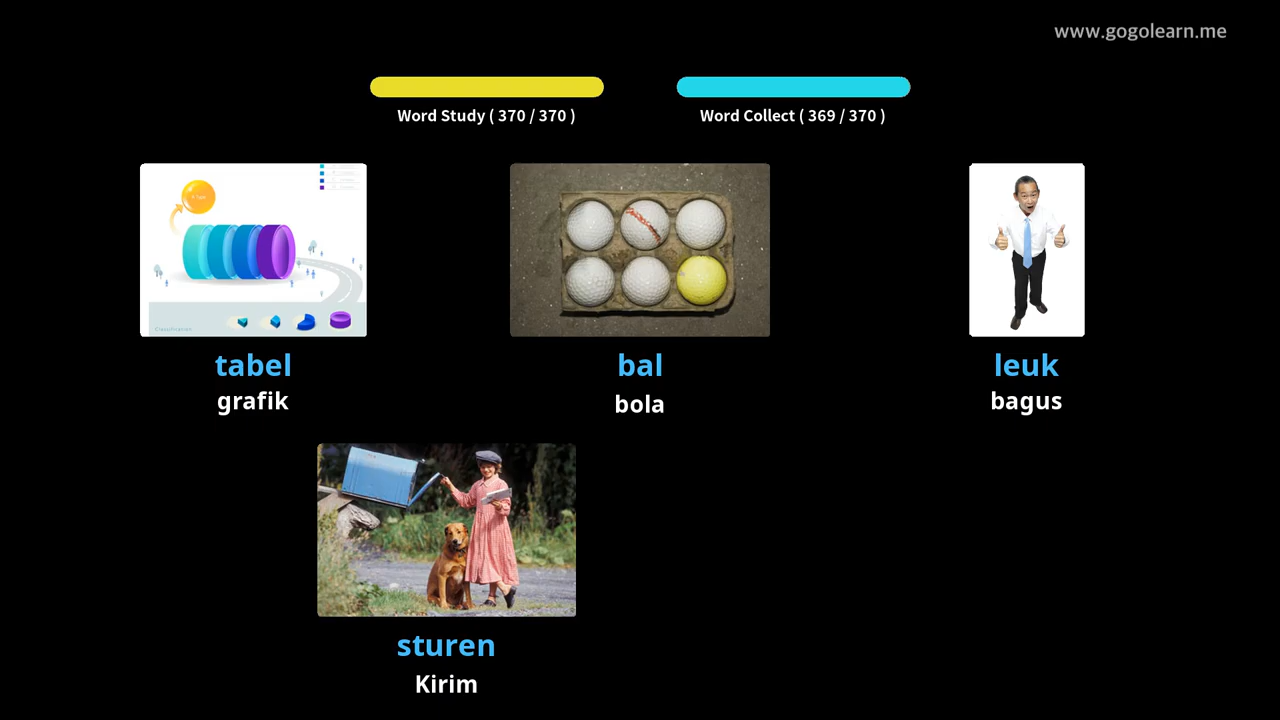 www.gogolearn.me
Word Study ( 370 / 370 )
Word Collect ( 369 / 370 )
tabel
grafik
bal
bola
leuk
bagus
sturen
Kirim